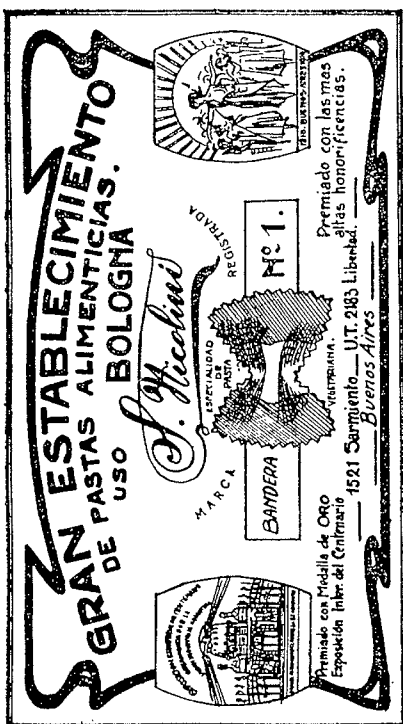 GRAN ESTABLECIMIENTO
DE PASTAS ALIMENTICIAS.
USO BOLOGNA
S. Nicolini
MARCA REGISTRADA
ESPECIALIDAD
DE
PASTA
BANDERA Nº 1.
VEGETARIANA.
Premiado con Medalla de ORO
Exposición Inter. del Centenario
Premiado con las mas
altas honorificencias.
1521 Sarmiento U.T. 2183 Libertad.
Buenos Aires